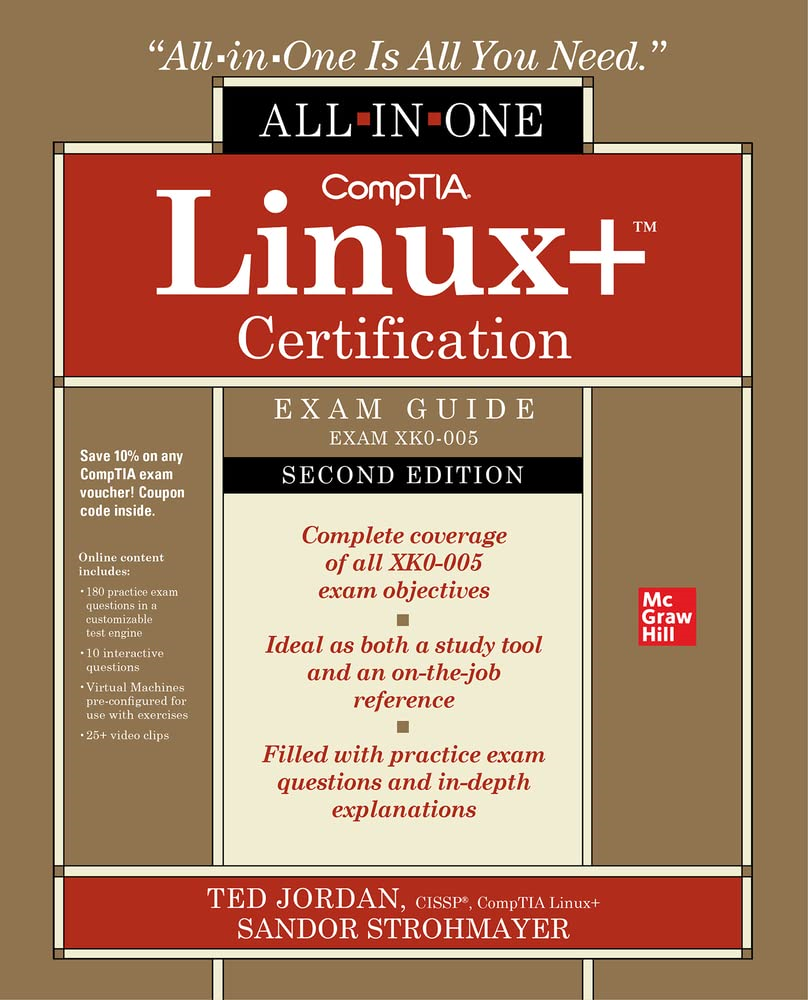 “All▪in▪One Is All You Need.”
ALL▪IN▪ONE
CompTIA®
Linux+™
Certification
EXAM GUIDE
EXAM XK0-005
SECOND EDITION
Save 10% on any
CompTIA exam
voucher! Coupon
code inside.
Online content
includes:
• 180 practice exam
questions in a
customizable
test engine
• 10 interactive
questions
• Virtual Machines
pre-configured for
use with exercises
• 25+ video clips
Complete coverage
of all XK0-005
exam objectives
Ideal as both a study tool
and an on-the-job
reference
Filled with practice exam
questions and in-depth
explanations
Mc
Graw
Hill
TED JORDAN, CISSP®, CompTIA Linux+
SANDOR STROHMAYER